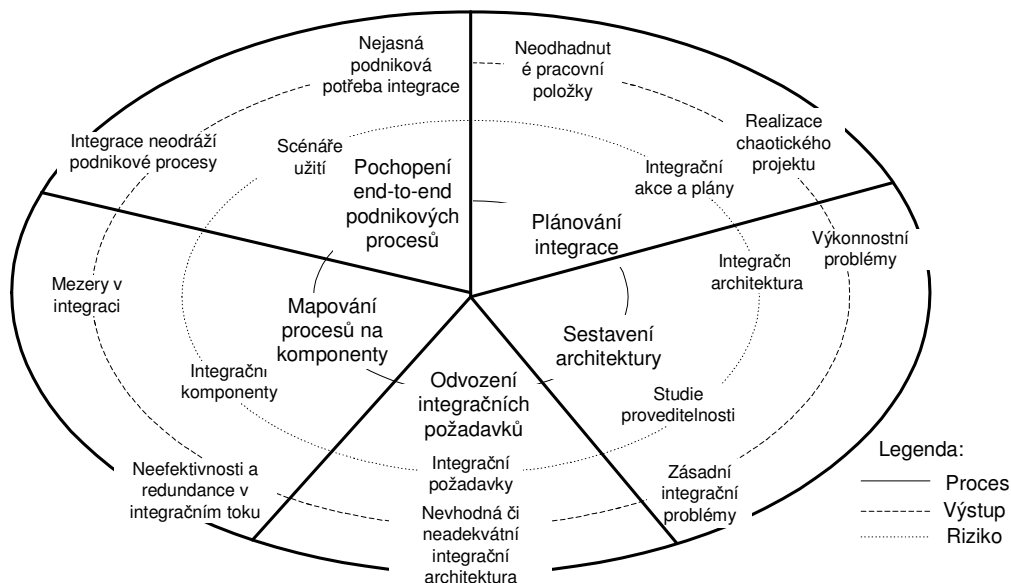 Nejasná
podniková
potřeba integrace
Neodhadnut
é pracovní
položky
Integrace neodráží
podnikové procesy
Scénáře
užití
Realizace
chaotického
projektu
Pochopení
end-to-end
podnikových
procesů
Integrační
akce a plány
Plánování
integrace
Výkonnostní
problémy
Integračn
architektura
Mezery v
integraci
Mapování
procesů na
komponenty
Sestavení
architektury
Integrační
komponenty
Odvození
integračních
požadavků
Studie
proveditelnosti
Integrační
požadavky
Neefektivnosti a
redundance v
integračním toku
Zásadní
integrační
problémy
Nevhodná či
neadekvátní
integrační
architektura
Legenda:
Proces
Výstup
Riziko